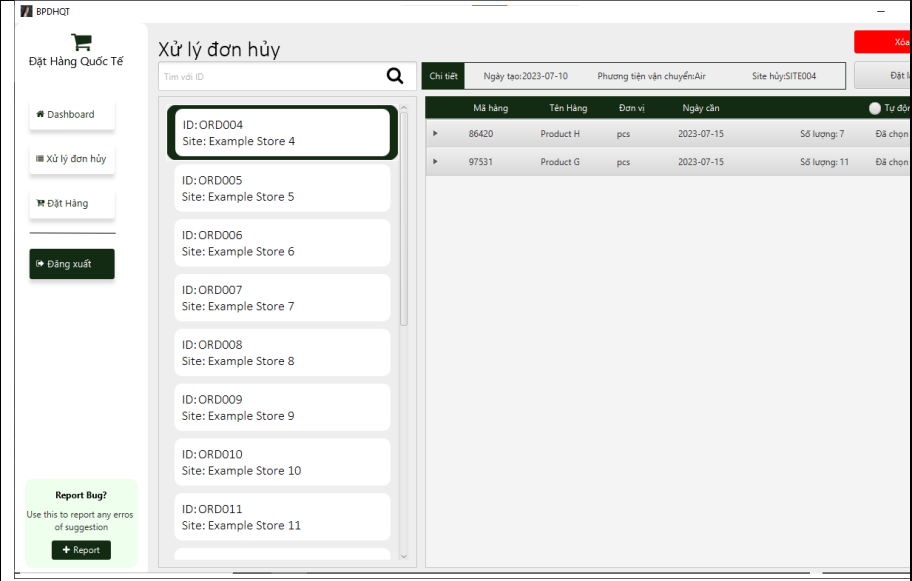 BPDHQT
Đặt Hàng Quốc Tế
Dashboard
Xử lý đơn hủy
Đặt Hàng
Đăng xuất
Report Bug?
Use this to report any erros
of suggestion
Report
Xử lý đơn hủy
Tìm với ID
ID: ORD004
Site: Example Store 4
ID: ORD005
Site: Example Store 5
ID: ORD006
Site: Example Store 6
ID: ORD007
Site: Example Store 7
ID: ORD008
Site: Example Store 8
ID: ORD009
Site: Example Store 9
ID: ORD010
Site: Example Store 10
ID: ORD011
Site: Example Store 11
Xóa
Chi tiết Ngày tạo:2023-07-10 Phương tiện vận chuyển:Air Site hủy:SITE004
Đặt
Mã hàng Tên Hàng Đơn vị Ngày cần
86420 Product H pcs 2023-07-15 Số lượng: 7 Đã chọn
97531 Product G pcs 2023-07-15 Số lượng: 11 Đã chọn